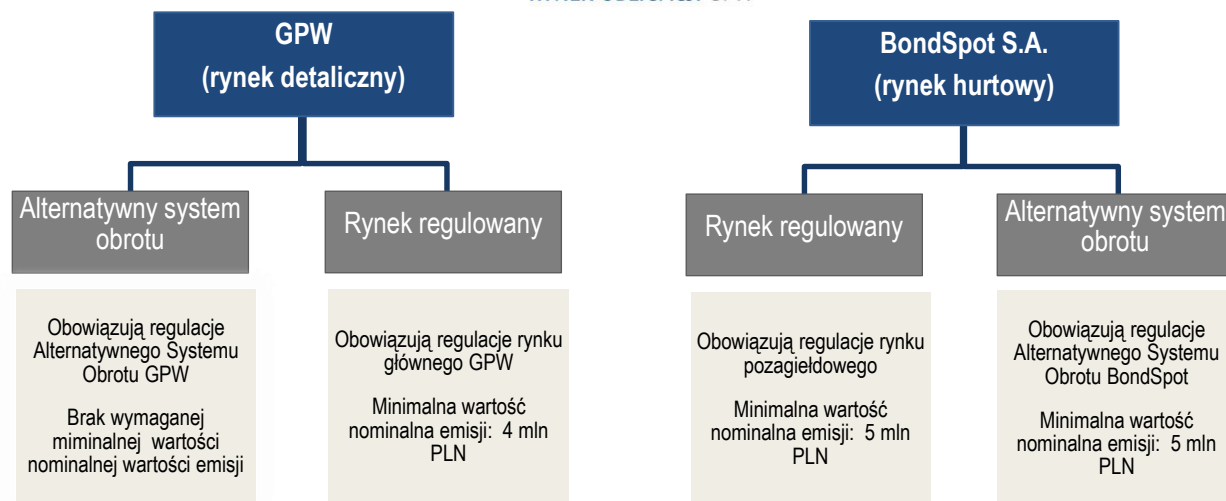 GPW
(rynek detaliczny)
BondSpot S.A.
(rynek hurtowy)
Alternatywny system
obrotu
Rynek regulowany
Rynek regulowany
Alternatywny system
obrotu
Obowiązują regulacje
Alternatywnego Systemu
Obrotu GPW
Brak wymaganej
miminalnej wartości
nominalnej wartości emisji
Obowiązują regulacje rynku
głównego GPW
Minimalna wartość
nominalna emisji: 4 mln
PLN
Obowiązują regulacje rynku
pozagiełdowego
Minimalna wartość
nominalna emisji: 5 mln
PLN
Obowiązują regulacje
Alternatywnego Systemu
Obrotu BondSpot
Minimalna wartość
nominalna emisji: 5 mln
PLN